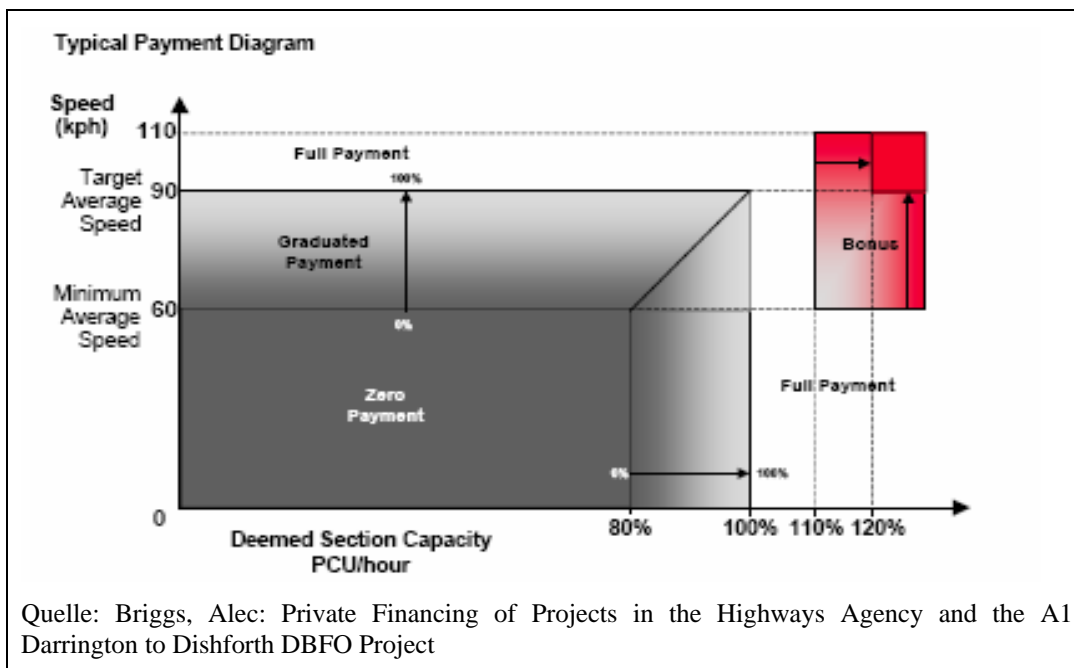 Typical Payment Diagram
Speed
(kph)
110
Full Payment
Target
Average
Speed
90
100%
Graduated
Payment
Bonus
Minimum
Average
Speed
60
0%
Full Payment
Zero
Payment
0%
100%
0
80%
100%
110%
120%
Deemed Section Capacity
PCU/hour
Quelle: Briggs, Alec: Private Financing of Projects in the Highways Agency and the A1
Darrington to Dishforth DBFO Project